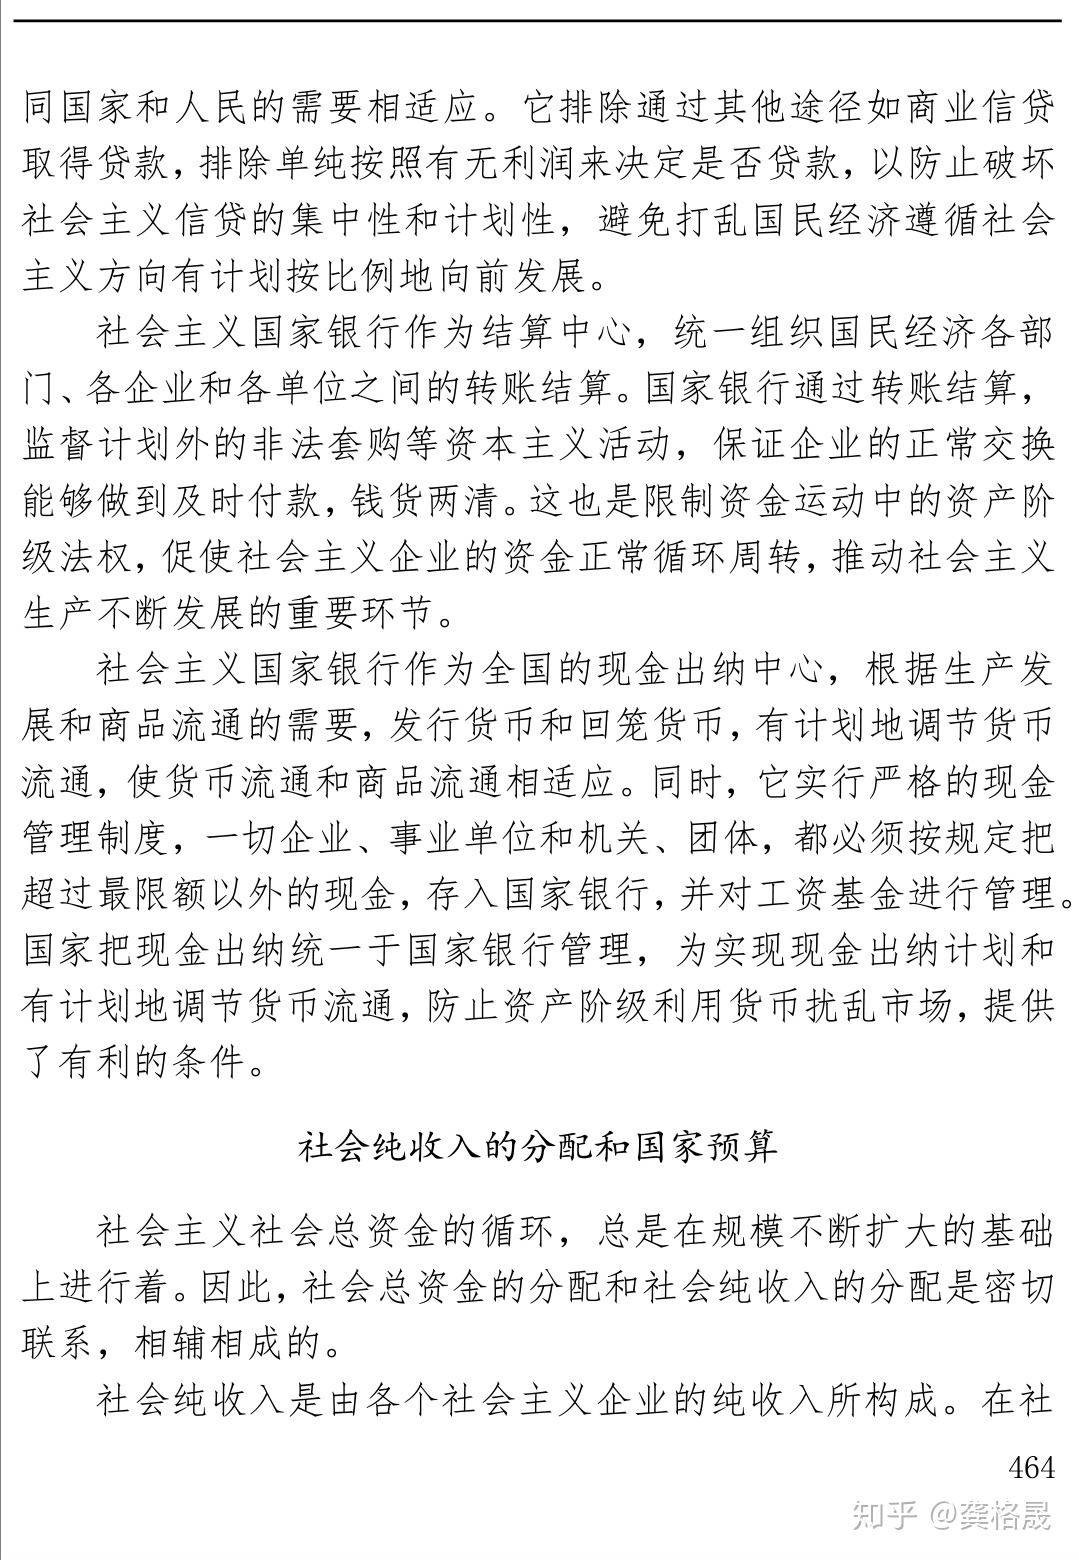 同国家和人民的需要相适应。它排除通过其他途径如商业信贷
取得贷款，排除单纯按照有无利润来决定是否贷款，以防止破坏
社会主义信贷的集中性和计划性，避免打乱国民经济遵循社会
主义方向有计划按比例地向前发展。
社会主义国家银行作为结算中心，统一组织国民经济各部
门、各企业和各单位之间的转账结算。国家银行通过转账结算，
监督计划外的非法套购等资本主义活动，保证企业的正常交换
能够做到及时付款，钱货两清。这也是限制资金运动中的资产阶
级法权，促使社会主义企业的资金正常循环周转，推动社会主义
生产不断发展的重要环节。
社会主义国家银行作为全国的现金出纳中心，根据生产发
展和商品流通的需要，发行货币和回笼货币，有计划地调节货币
流通，使货币流通和商品流通相适应。同时，它实行严格的现金
管理制度，一切企业、事业单位和机关、团体，都必须按规定把
超过最限额以外的现金，存入国家银行，并对工资基金进行管理。
国家把现金出纳统一于国家银行管理，为实现现金出纳计划和
有计划地调节货币流通，防止资产阶级利用货币扰乱市场，提供
了有利的条件。
社会纯收入的分配和国家预算
社会主义社会总资金的循环，总是在规模不断扩大的基础
上进行着。因此，社会总资金的分配和社会纯收入的分配是密切
联系，相辅相成的。
社会纯收入是由各个社会主义企业的纯收入所构成。在社
464
知乎 @龚格晟